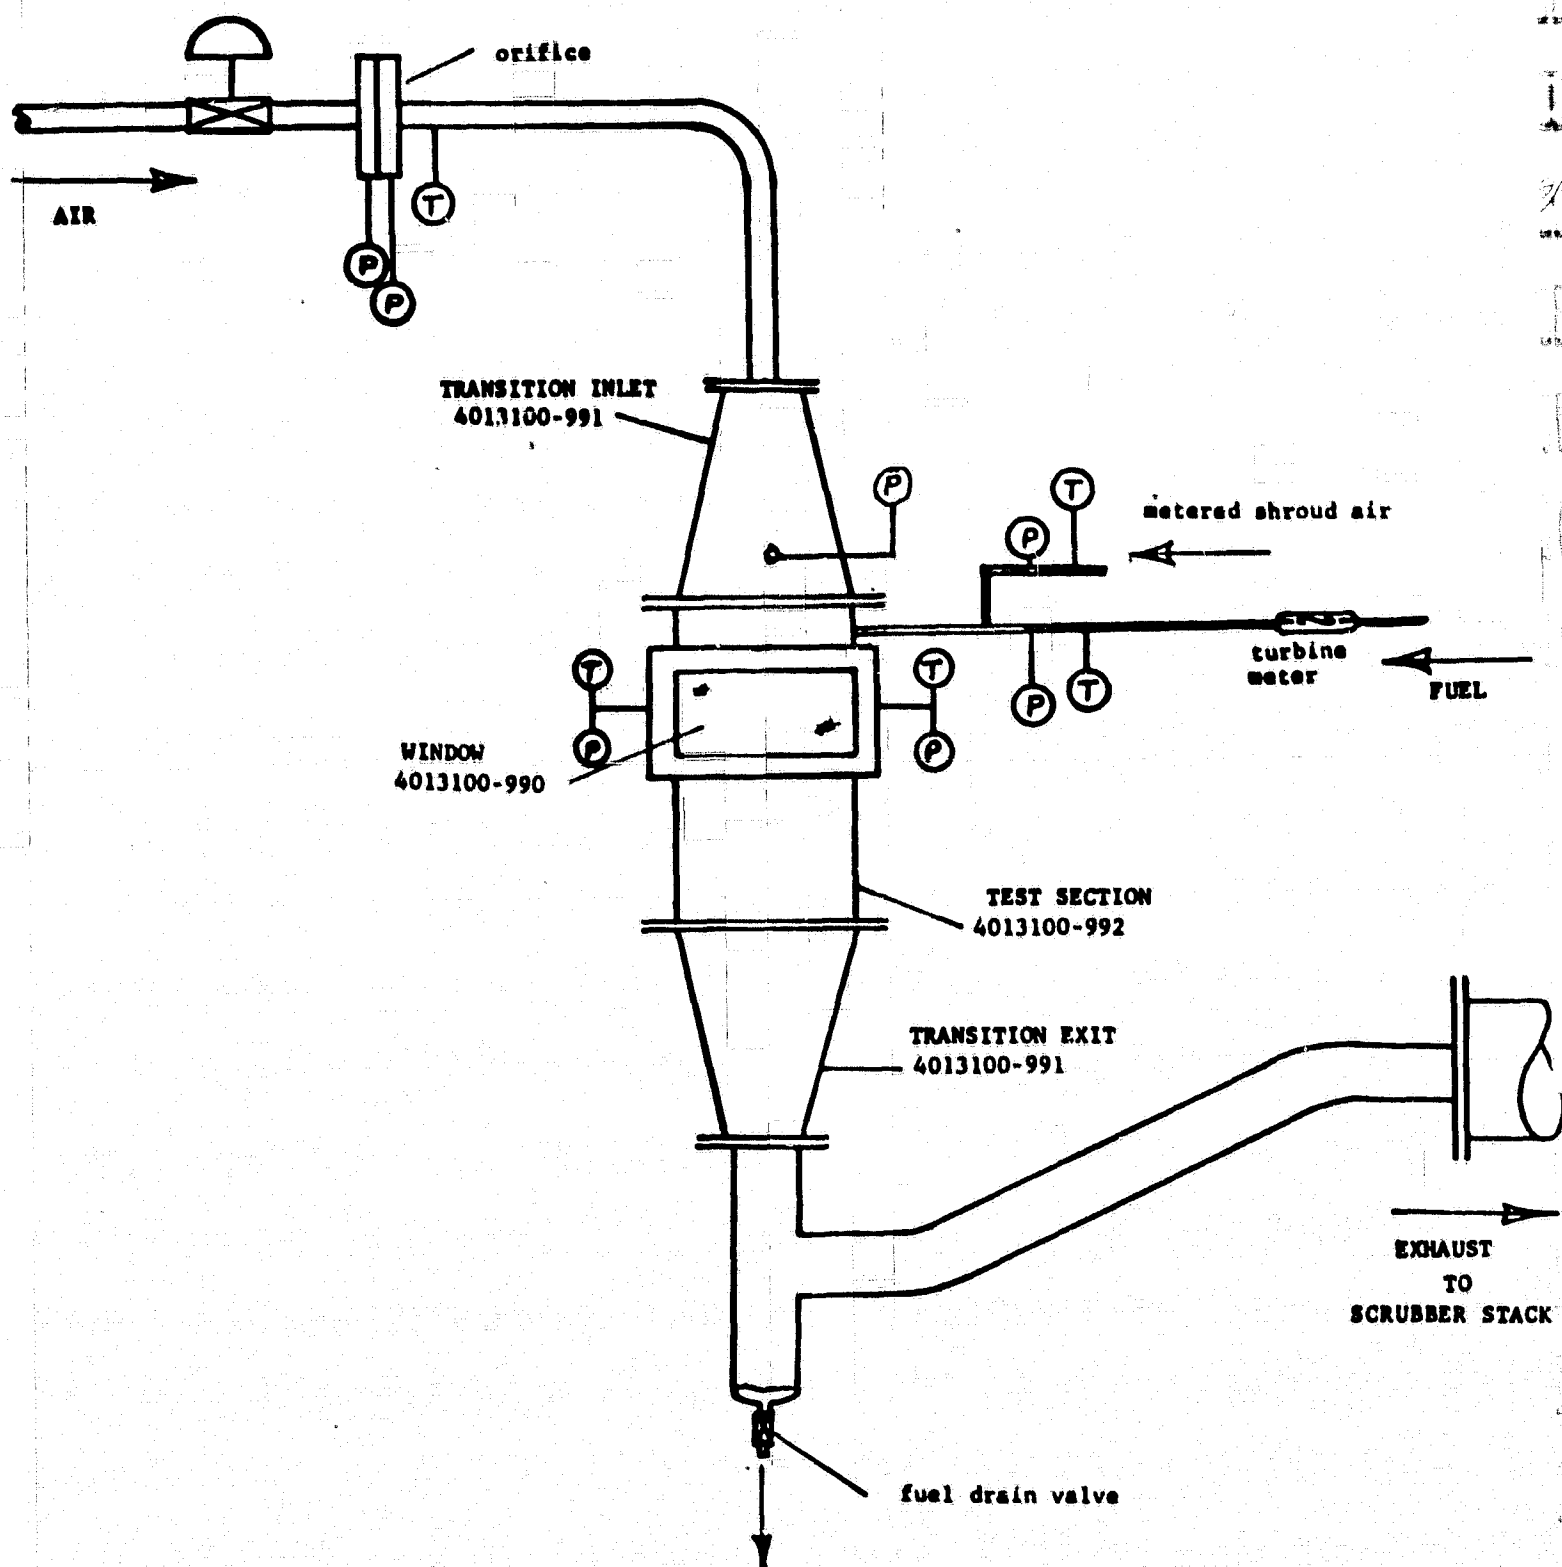 orifice
AIR
T
P
P
TRANSITION INLET
4013100-991
P
T
P
metered shroud air
turbine
meter
FUEL
P
T
T
P
T
P
WINDOW
4013100-990
TEST SECTION
4013100-992
TRANSITION EXIT
4013100-991
EXHAUST
TO
SCRUBBER STACK
fuel drain valve